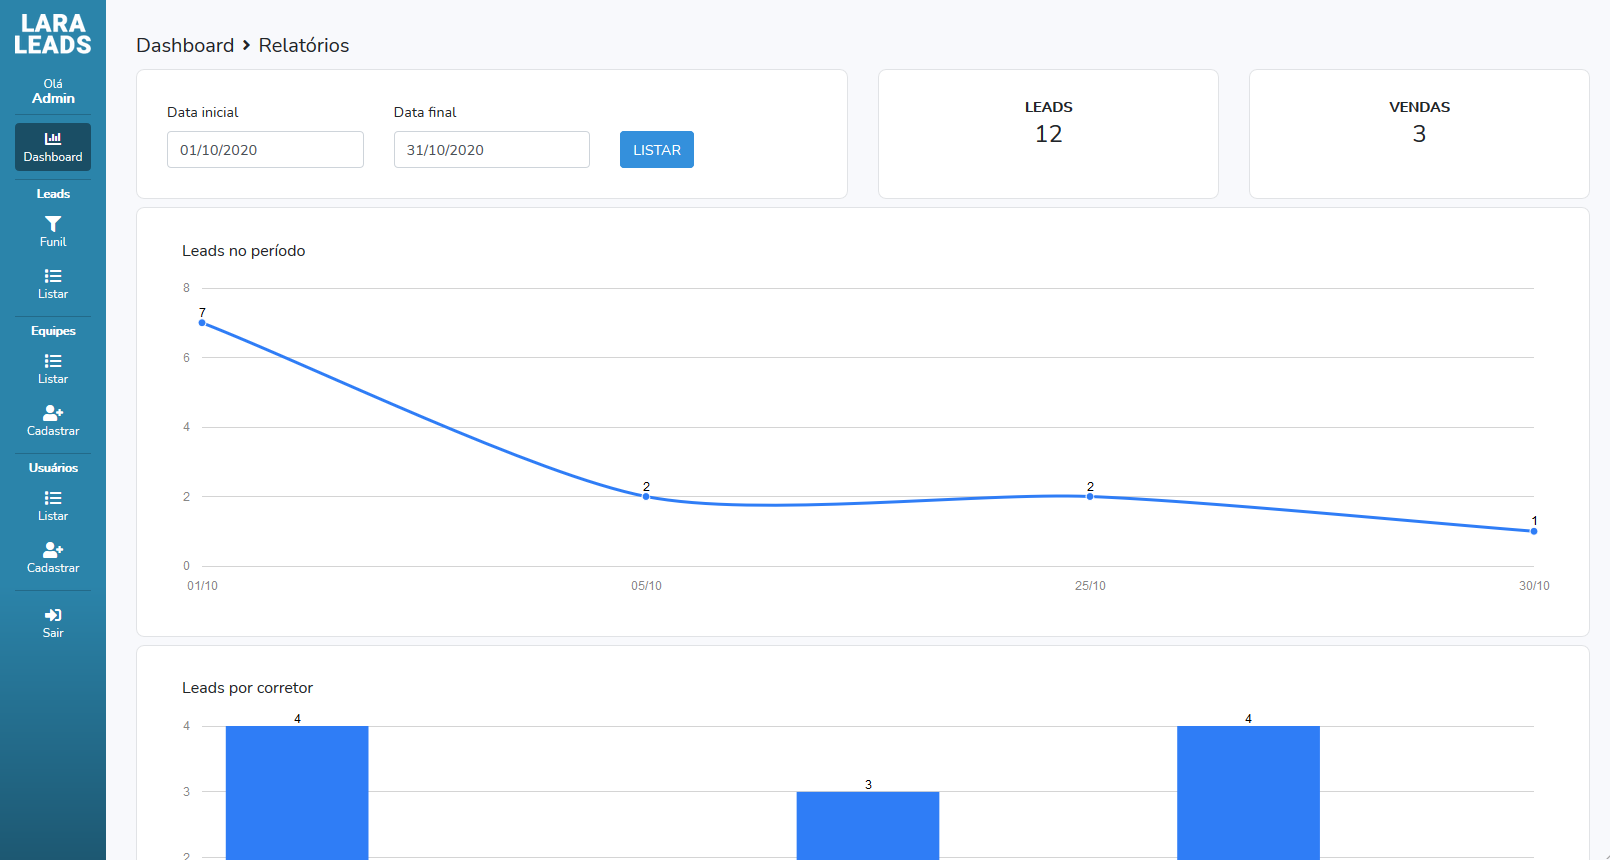 LARA
LEADS
Olá
Admin
Dashboard
Leads
Funil
Listar
Equipes
Listar
Cadastrar
Usuários
Listar
Cadastrar
Sair
Dashboard > Relatórios
Data inicial
01/10/2020
Data final
31/10/2020
LISTAR
LEADS
12
VENDAS
3
Leads no período
8
6
4
2
0
7
2
2
1
01/10
05/10
25/10
30/10
Leads por corretor
4
3
2
4
3
4